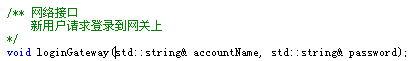 /** 网络接口
新用户请求登录到网关上
*/
void loginGateway(std::string& accountName, std::string& password);